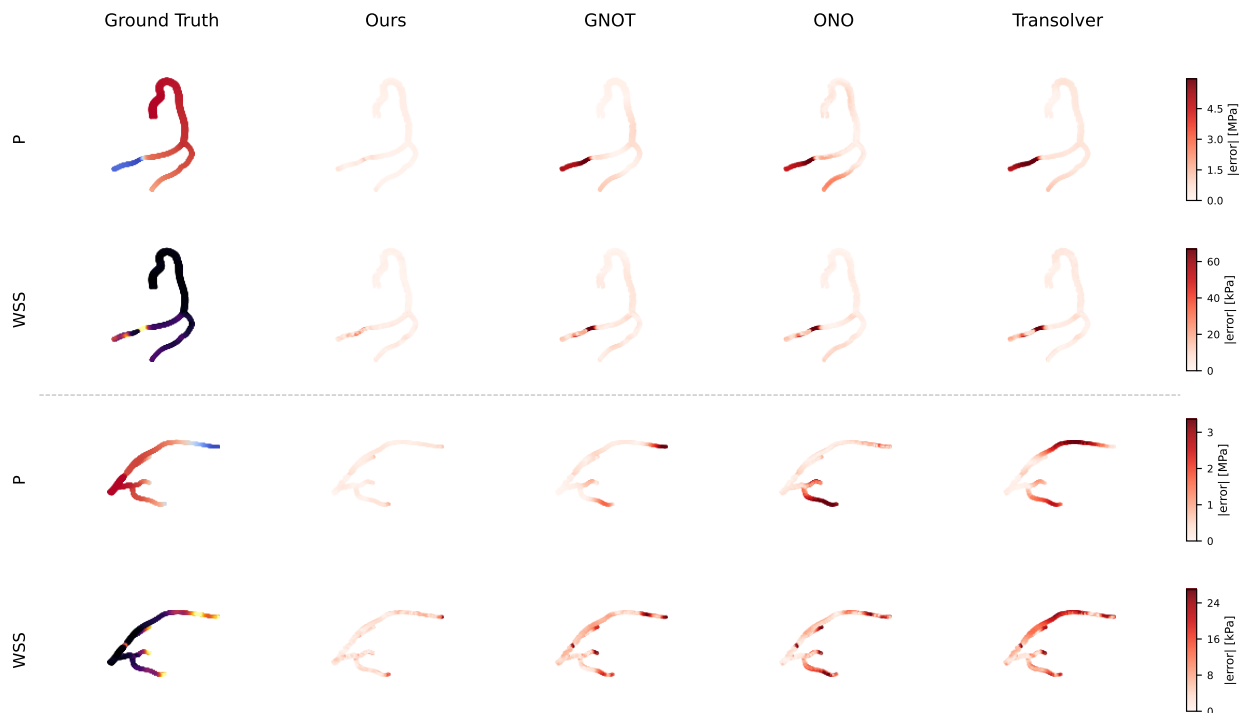 Ground Truth Ours GNOT ONO Transolver
P
4.5
3.0
1.5
0.0
|error| [MPa]
WSS
60
40
20
0
|error| [kPa]
P
3
2
1
0
|error| [MPa]
WSS
24
16
8
0
|error| [kPa]